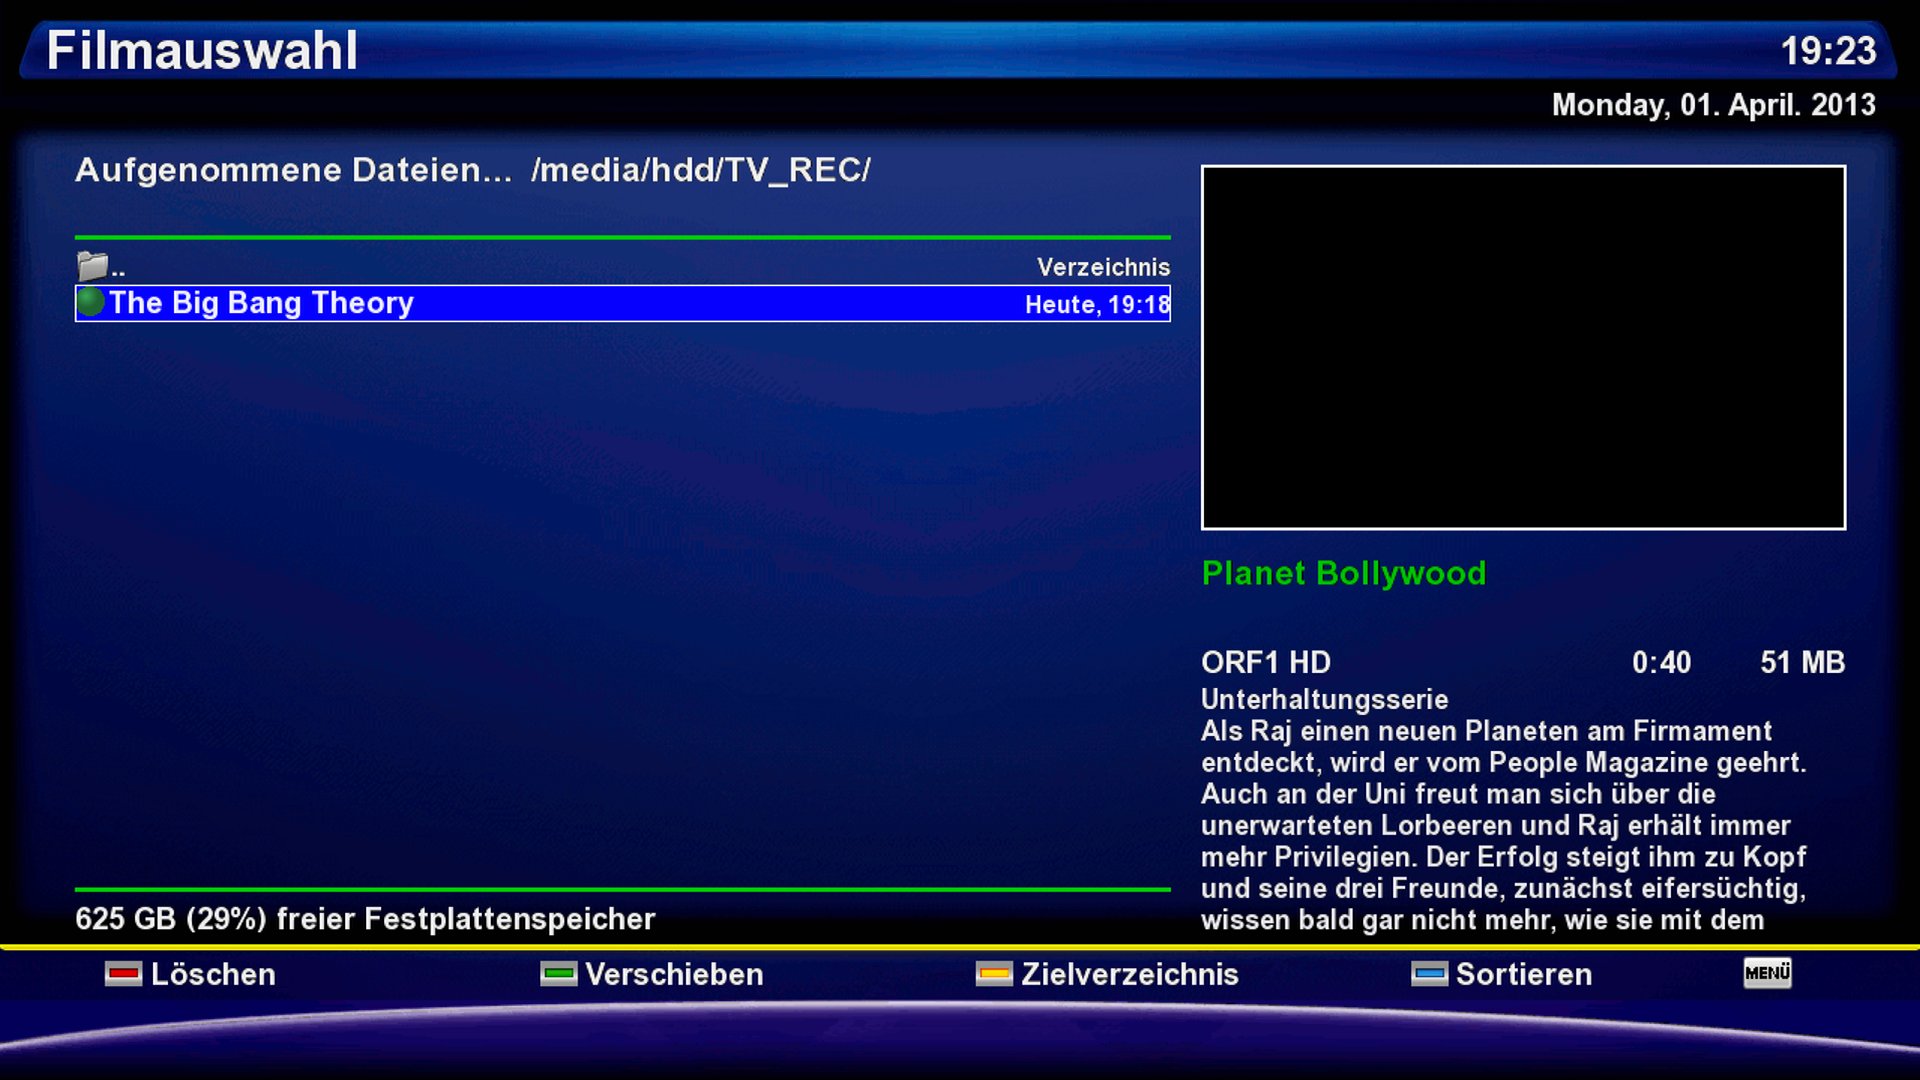 Filmauswahl 19:23
Monday, 01. April. 2013
Aufgenommene Dateien... /media/hdd/TV_REC/
.. Verzeichnis
The Big Bang Theory Heute, 19:18
625 GB (29%) freier Festplattenspeicher
Planet Bollywood
ORF1 HD 0:40 51 MB
Unterhaltungsserie
Als Raj einen neuen Planeten am Firmament
entdeckt, wird er vom People Magazine geehrt.
Auch an der Uni freut man sich über die
unerwarteten Lorbeeren und Raj erhält immer
mehr Privilegien. Der Erfolg steigt ihm zu Kopf
und seine drei Freunde, zunächst eifersüchtig,
wissen bald gar nicht mehr, wie sie mit dem
Löschen Verschieben Zielverzeichnis Sortieren MENÜ